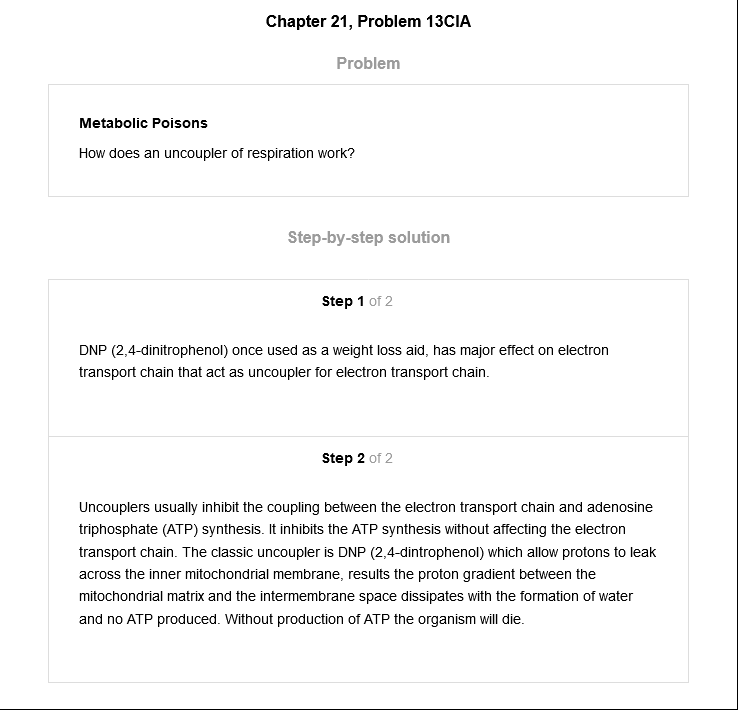 Chapter 21, Problem 13CIA
Problem
Metabolic Poisons
How does an uncoupler of respiration work?
Step-by-step solution
Step 1 of 2
DNP (2,4-dinitrophenol) once used as a weight loss aid, has major effect on electron
transport chain that act as uncoupler for electron transport chain.
Step 2 of 2
Uncouplers usually inhibit the coupling between the electron transport chain and adenosine
triphosphate (ATP) synthesis. It inhibits the ATP synthesis without affecting the electron
transport chain. The classic uncoupler is DNP (2,4-dintrophenol) which allow protons to leak
across the inner mitochondrial membrane, results the proton gradient between the
mitochondrial matrix and the intermembrane space dissipates with the formation of water
and no ATP produced. Without production of ATP the organism will die.